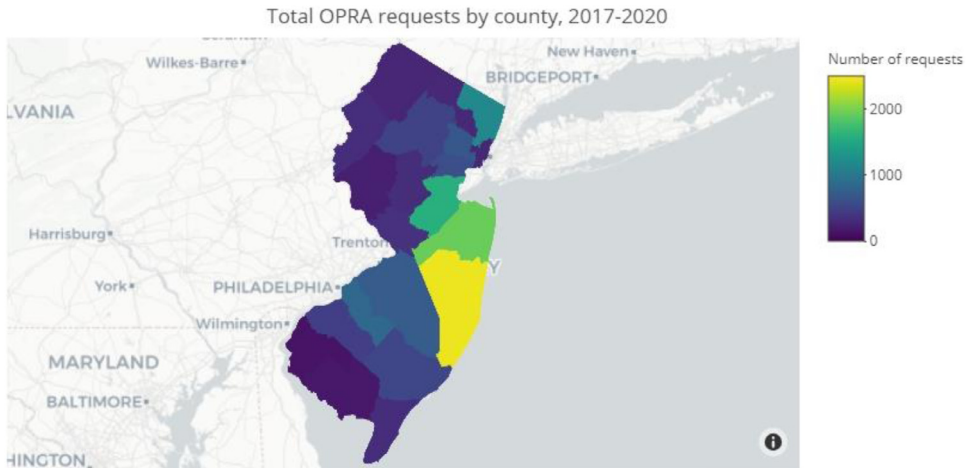 Total OPRA requests by county, 2017-2020
New Haven
Wilkes-Barre
BRIDGEPORT
LVANIA
Harrisburg
Trenton
Y
York
PHILADELPHIA
Wilmington
MARYLAND
BALTIMORE
HINGTON
Number of requests
2000
1000
0